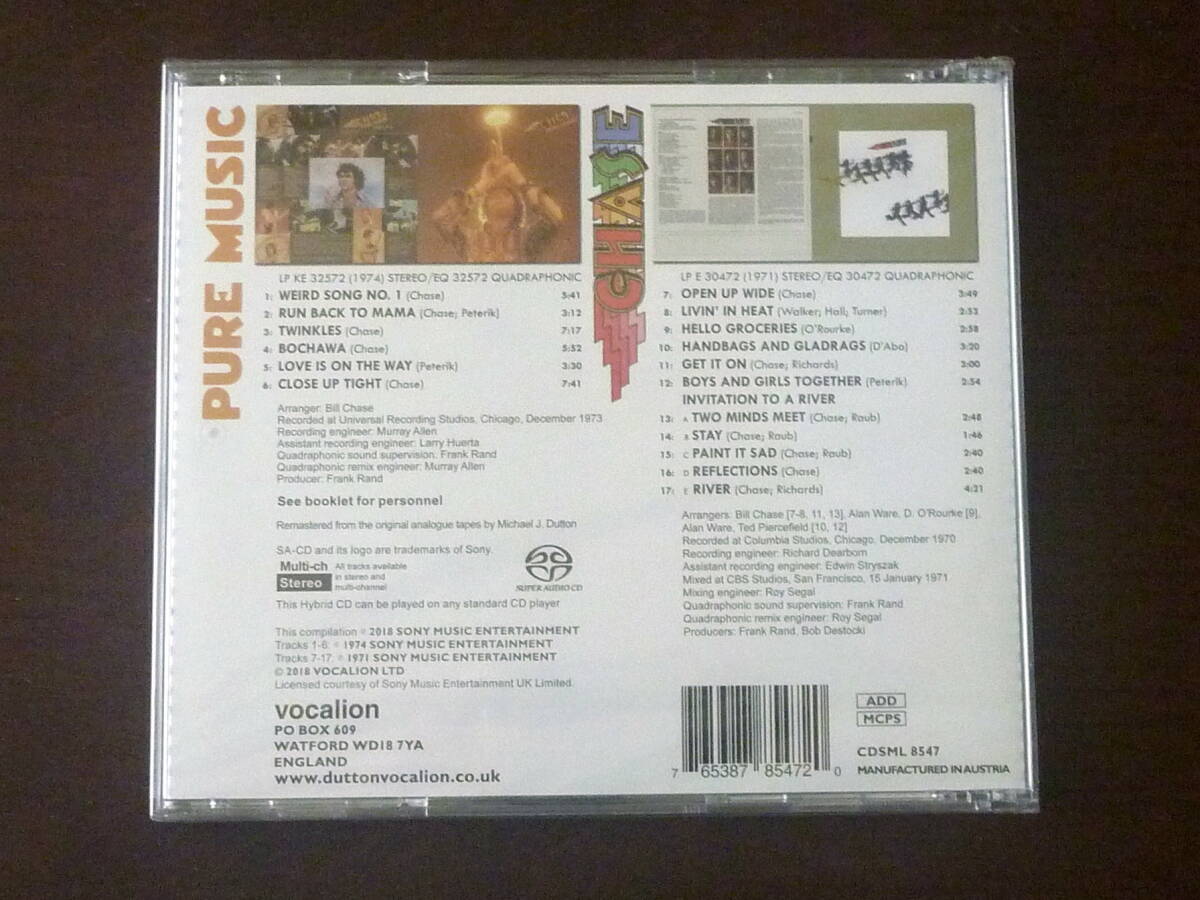 PURE MUSIC
CHASE
LP KE 32572 (1974) STEREO/EQ 32572 QUADRAPHONIC
1: WEIRD SONG NO. 1 (Chase) 5:41
2: RUN BACK TO MAMA (Chase; Peterik) 3:12
3: TWINKLES (Chase) 7:17
4: BOCHAWA (Chase) 5:52
5: LOVE IS ON THE WAY (Peterik) 3:30
6: CLOSE UP TIGHT (Chase) 7:41
Arranger: Bill Chase
Recorded at Universal Recording Studios, Chicago, December 1973
Recording engineer: Murray Allen
Assistant recording engineer: Larry Huerta
Quadraphonic sound supervision: Frank Rand
Quadraphonic remix engineer: Murray Allen
Producer: Frank Rand
See booklet for personnel
Remastered from the original analogue tapes by Michael J. Dutton
SA-CD and its logo are trademarks of Sony.
Multi-ch
Stereo
All tracks available
in stereo and
multi-channel
SUPER AUDIO CD
This Hybrid CD can be played on any standard CD player
This compilation ℗ 2018 SONY MUSIC ENTERTAINMENT
Tracks 1-6: ℗ 1974 SONY MUSIC ENTERTAINMENT
Tracks 7-17: ℗ 1971 SONY MUSIC ENTERTAINMENT
© 2018 VOCALION LTD
Licensed courtesy of Sony Music Entertainment UK Limited.
vocalion
PO BOX 609
WATFORD WD18 7YA
ENGLAND
www.duttonvocalion.co.uk
LP E 30472 (1971) STEREO/EQ 30472 QUADRAPHONIC
7: OPEN UP WIDE (Chase) 3:49
8: LIVIN' IN HEAT (Walker; Hall; Turner) 2:53
9: HELLO GROCERIES (O'Rourke) 2:58
10: HANDBAGS AND GLADRAGS (D'Abo) 3:20
11: GET IT ON (Chase; Richards) 3:00
12: BOYS AND GIRLS TOGETHER (Peterik) 2:54
INVITATION TO A RIVER
13: A TWO MINDS MEET (Chase; Raub) 2:48
14: B STAY (Chase; Raub) 1:46
15: C PAINT IT SAD (Chase; Raub) 2:40
16: D REFLECTIONS (Chase) 2:40
17: E RIVER (Chase; Richards) 4:21
Arrangers: Bill Chase [7-8, 11, 13], Alan Ware, D. O'Rourke [9],
Alan Ware, Ted Piercefield [10, 12]
Recorded at Columbia Studios, Chicago, December 1970
Recording engineer: Richard Dearborn
Assistant recording engineer: Edwin Stryszak
Mixed at CBS Studios, San Francisco, 15 January 1971
Mixing engineer: Roy Segal
Quadraphonic sound supervision: Frank Rand
Quadraphonic remix engineer: Roy Segal
Producers: Frank Rand, Bob Destocki
7 65387 85472 0
ADD
MCPS
CDSML 8547
MANUFACTURED IN AUSTRIA